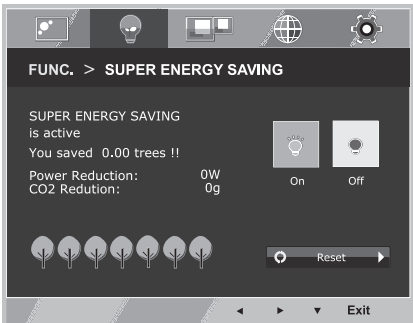 FUNC. > SUPER ENERGY SAVING
SUPER ENERGY SAVING
is active
You saved 0.00 trees !!
Power Reduction: 0W
CO2 Redution: 0g
On Off
Reset
Exit